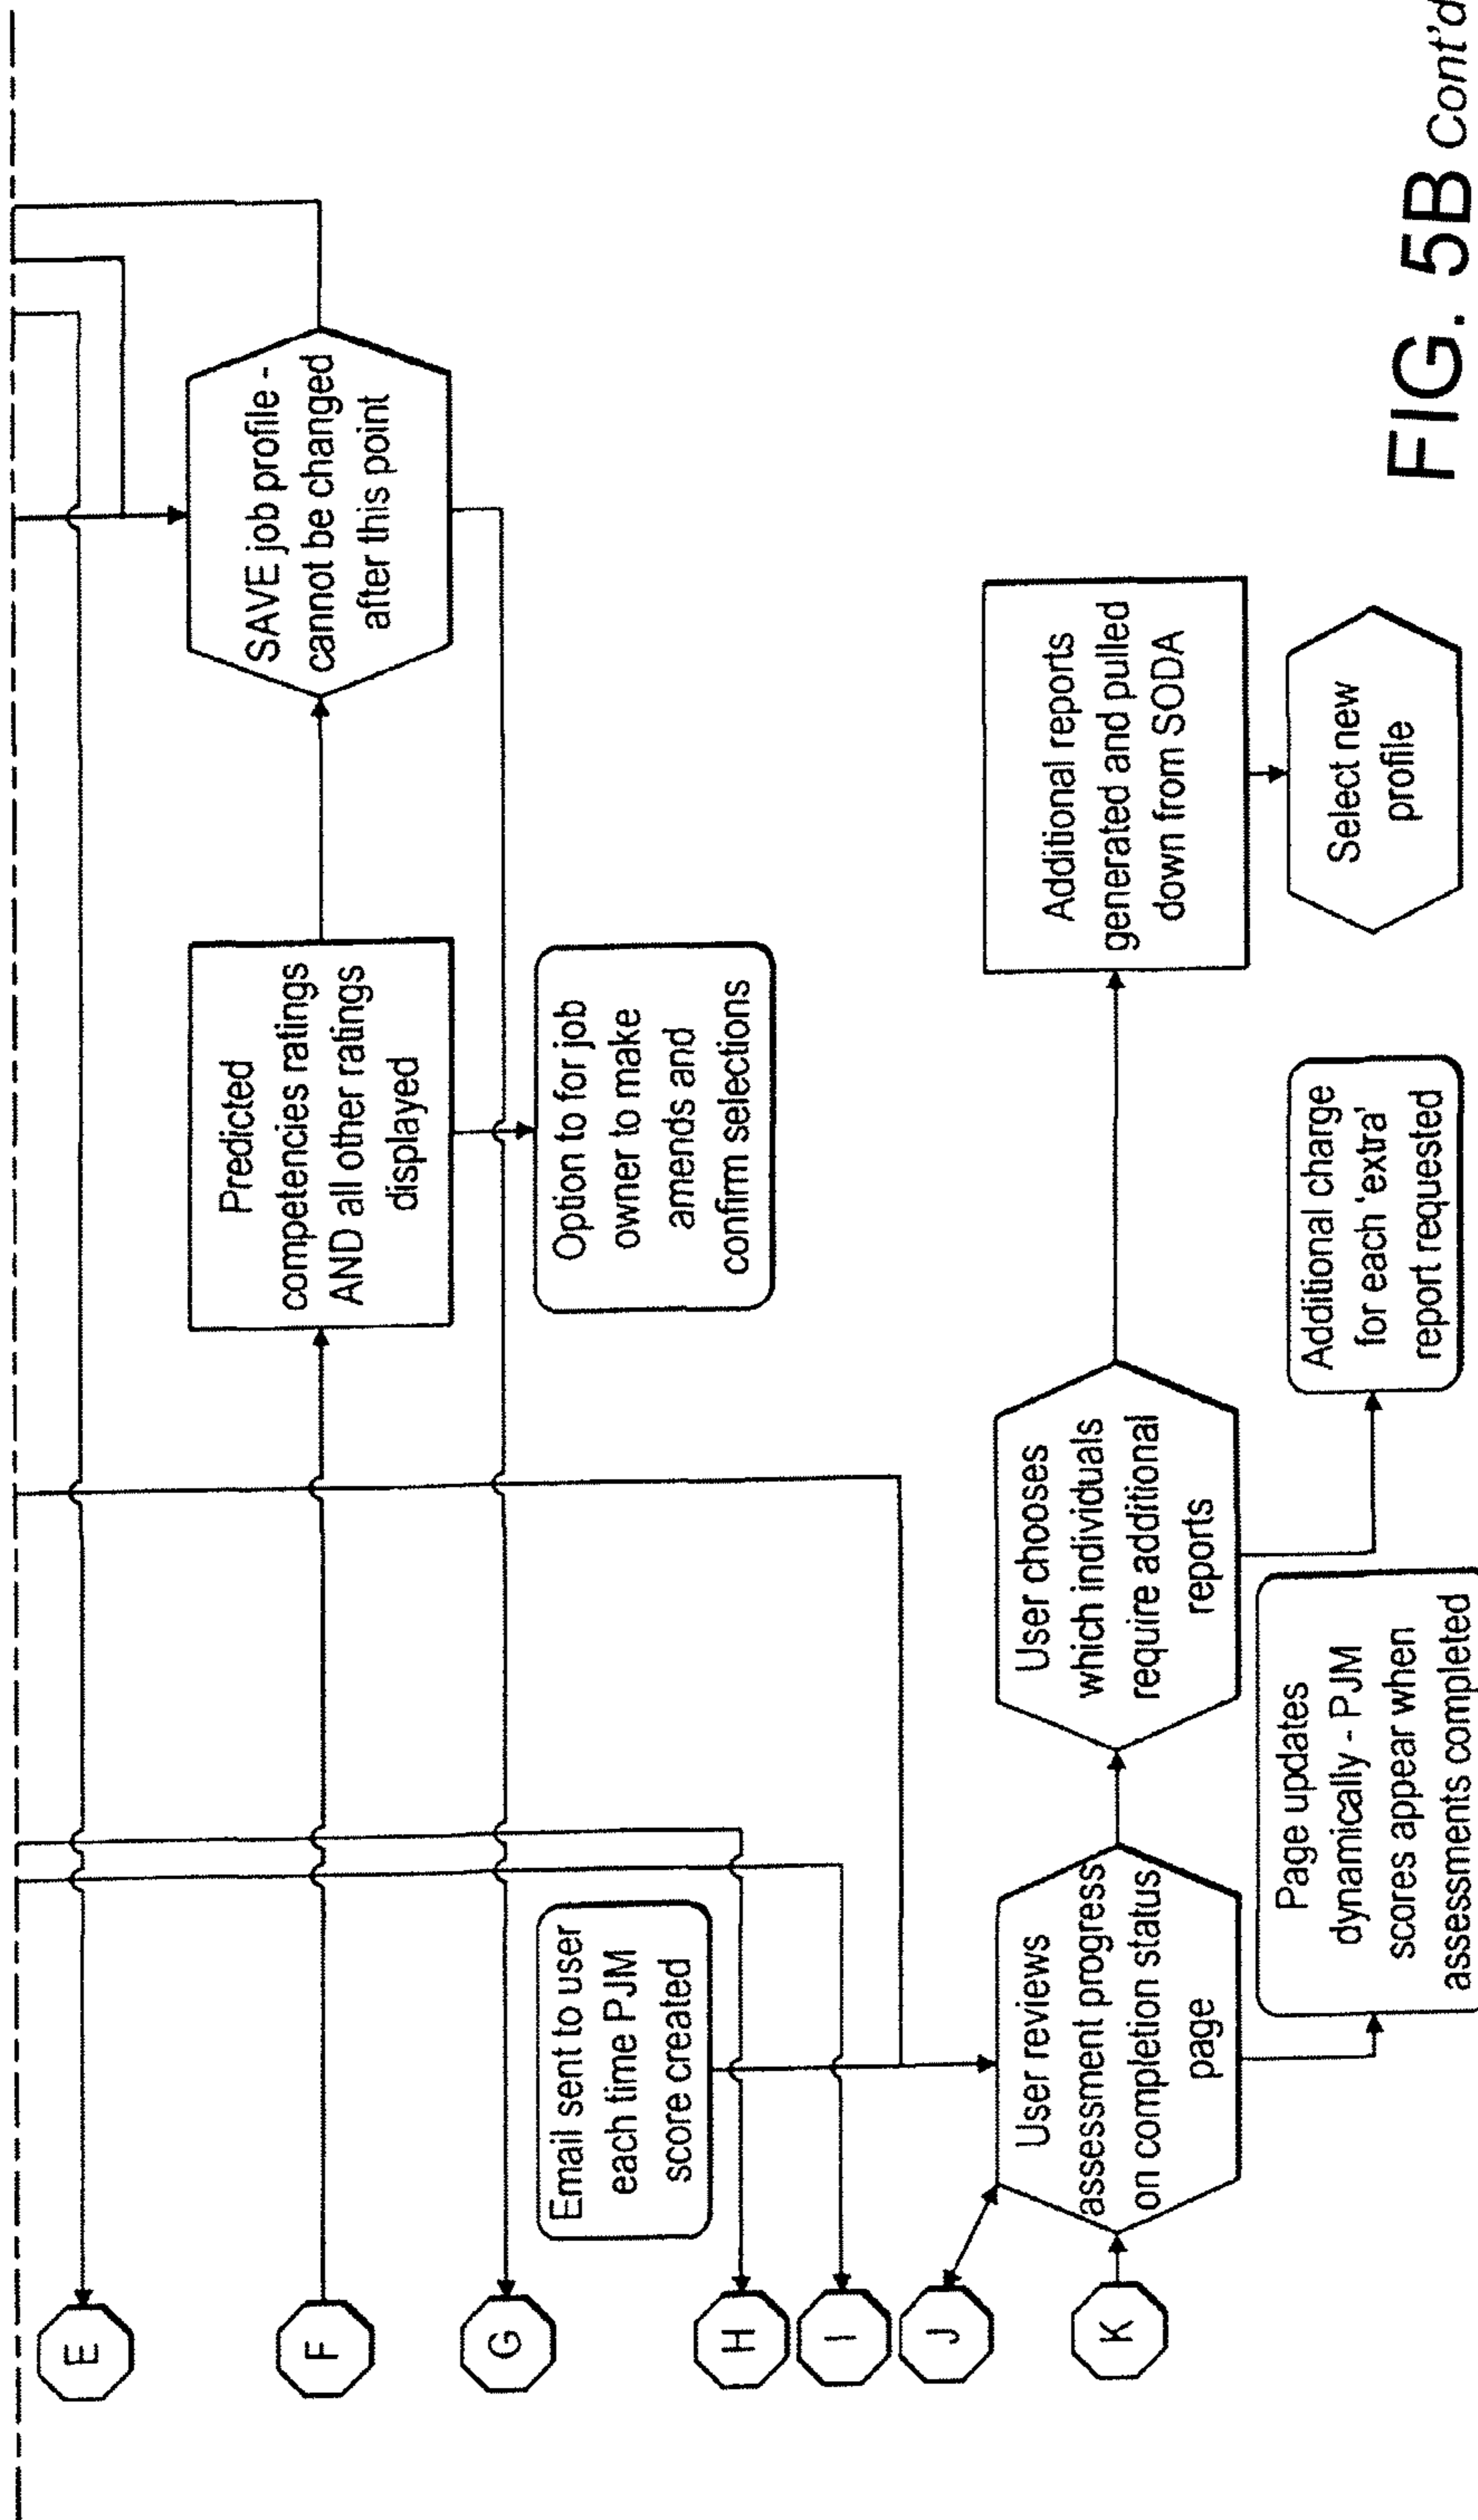 E
F
G
H
I
J
K
SAVE job profile -
cannot be changed
after this point
Predicted
competencies ratings
AND all other ratings
displayed
Option to for job
owner to make
amends and
confirm selections
Email sent to user
each time PJM
score created
User reviews
assessment progress
on completion status
page
User chooses
which individuals
require additional
reports
Additional reports
generated and pulled
down from SODA
Page updates
dynamically - PJM
scores appear when
assessments completed
Additional charge
for each 'extra'
report requested
Select new
profile
FIG. 5B Cont'd